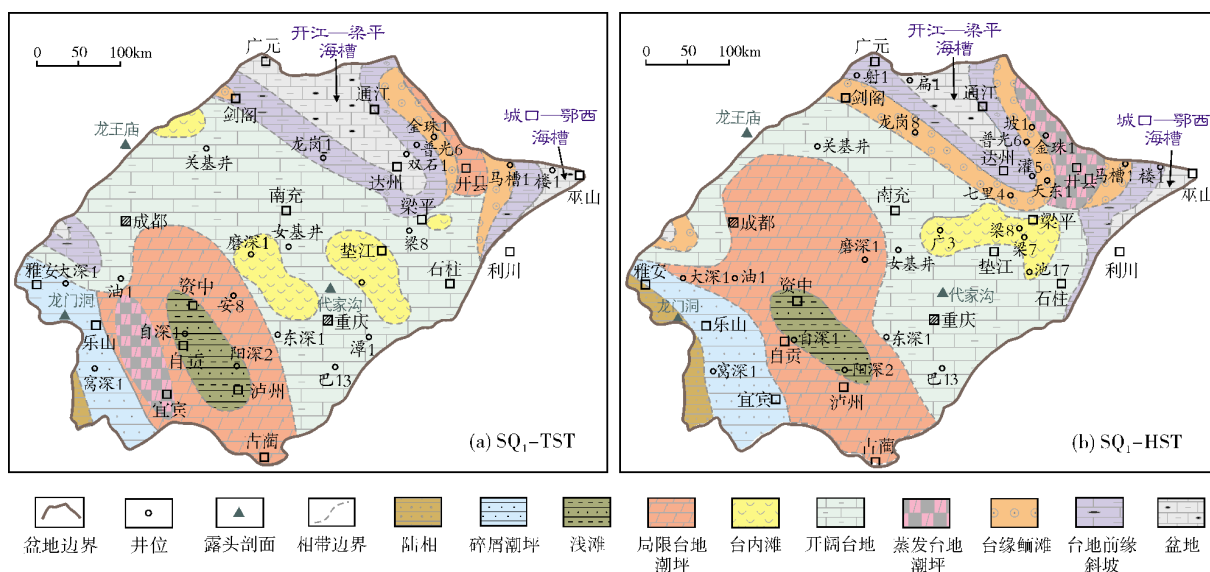 0 50 100km
广元
开江—梁平
海槽
通江
剑阁
龙王庙
关基井
龙岗1
金珠1
普光6
双石1
达州
开县
马槽1
楼1
城口—鄂西
海槽
巫山
南充
成都
女基井
磨深1
梁平
梁8
垫江
石柱
利川
雅安
大深1
油1
龙门洞
资中
安8
代家沟
重庆
乐山
自深1
自贡
阳深2
东深1
潭1
窝深1
宜宾
泸州
巴13
古蔺
(a) SQ1-TST
0 50 100km
广元
开江—梁平
海槽
射1
扁1
通江
剑阁
龙王庙
龙岗8
坡1
普光6
金珠1
关基井
达州
灌5
开县
马槽1
楼1
城口—鄂西
海槽
巫山
七里4
天东1
南充
成都
梁平
广3
梁8
梁7
磨深1
女基井
垫江
池17
利川
雅安
大深1
油1
石柱
龙门洞
资中
代家沟
重庆
乐山
自深1
自贡
东深1
窝深1
阳深2
巴13
宜宾
泸州
古蔺
(b) SQ1-HST
盆地边界
井位
露头剖面
相带边界
陆相
碎屑潮坪
浅滩
局限台地
潮坪
台内滩
开阔台地
蒸发台地
潮坪
台缘鲕滩
台地前缘
斜坡
盆地